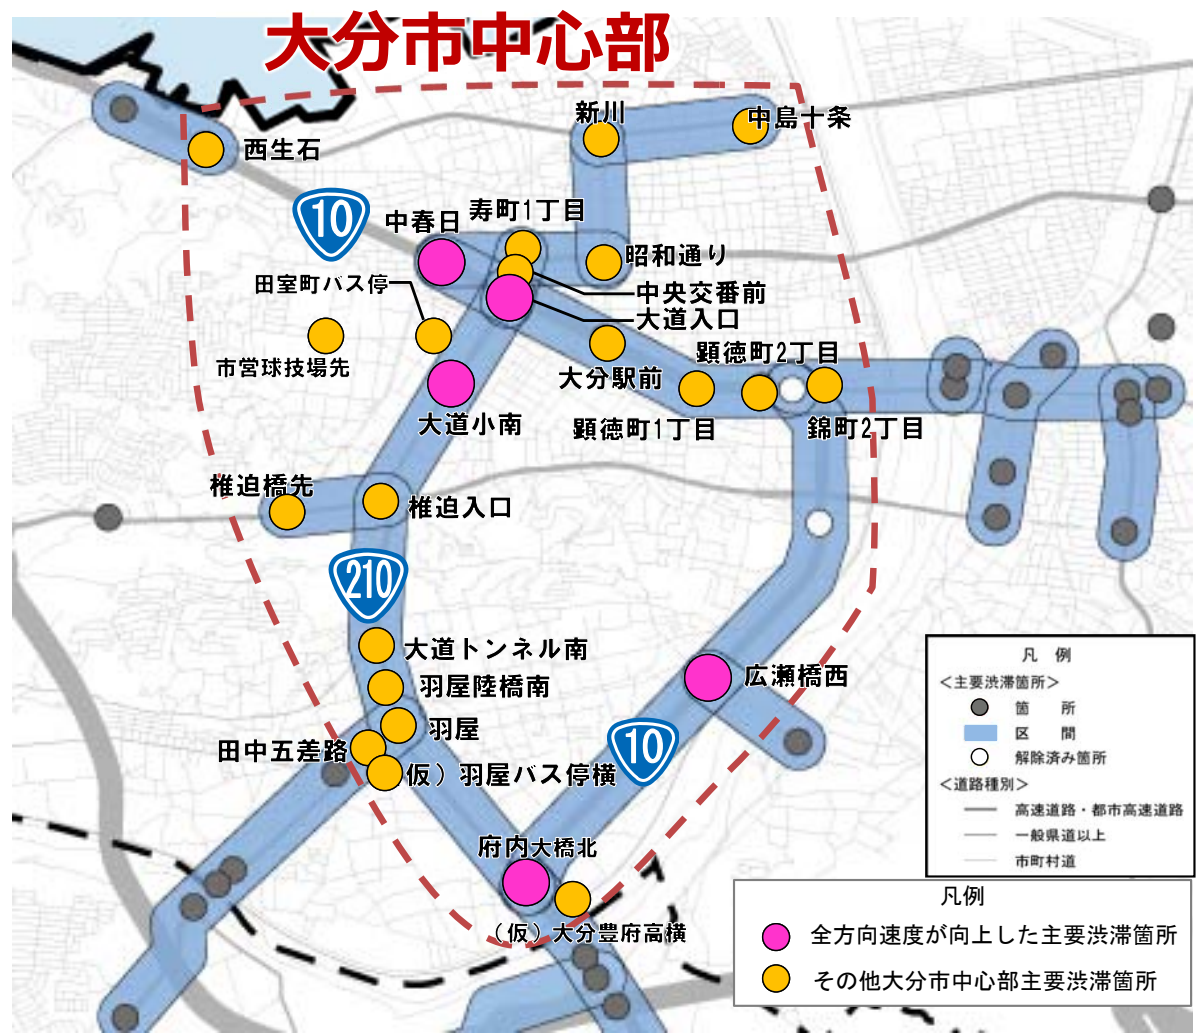 大分市中心部
新川
中島十条
西生石
10
中春日
寿町1丁目
昭和通り
田室町バス停
中央交番前
大道入口
市営球技場先
大分駅前
顕徳町2丁目
大道小南
顕徳町1丁目
錦町2丁目
椎迫橋先
椎迫入口
210
大道トンネル南
羽屋陸橋南
広瀬橋西
羽屋
田中五差路
（仮）羽屋バス停横
10
府内大橋北
（仮）大分豊府高横
凡　例
＜主要渋滞箇所＞
箇　所
区　間
解除済み箇所
＜道路種別＞
高速道路・都市高速道路
一般県道以上
市町村道
凡例
全方向速度が向上した主要渋滞箇所
その他大分市中心部主要渋滞箇所